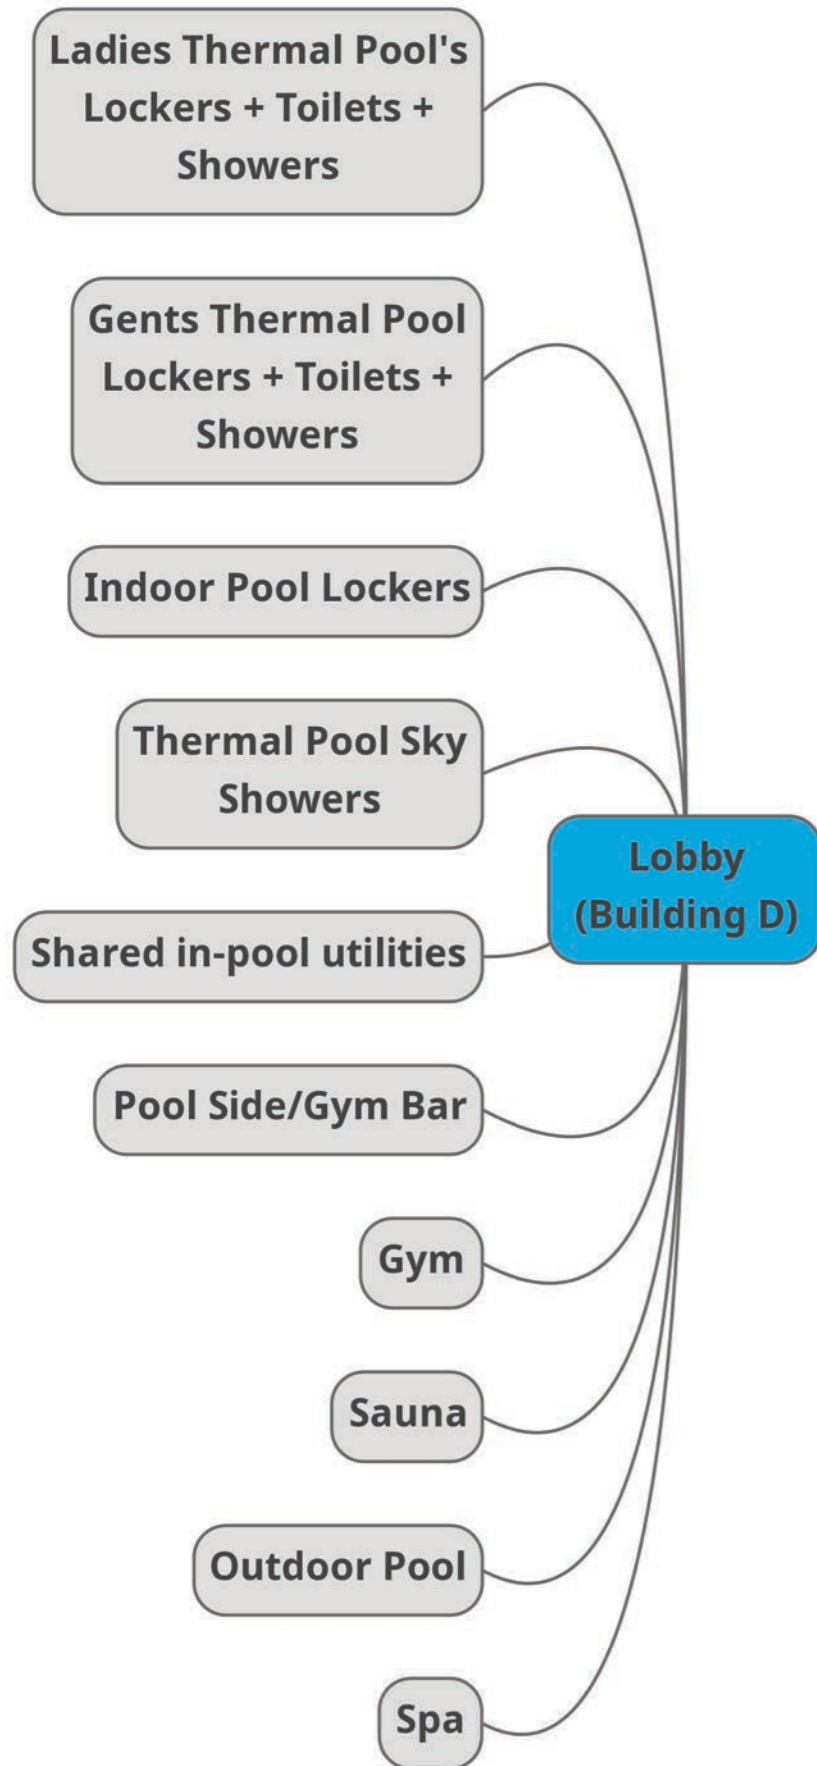 Ladies Thermal Pool's
Lockers + Toilets +
Showers
Gents Thermal Pool
Lockers + Toilets +
Showers
Indoor Pool Lockers
Thermal Pool Sky
Showers
Lobby
(Building D)
Shared in-pool utilities
Pool Side/Gym Bar
Gym
Sauna
Outdoor Pool
Spa